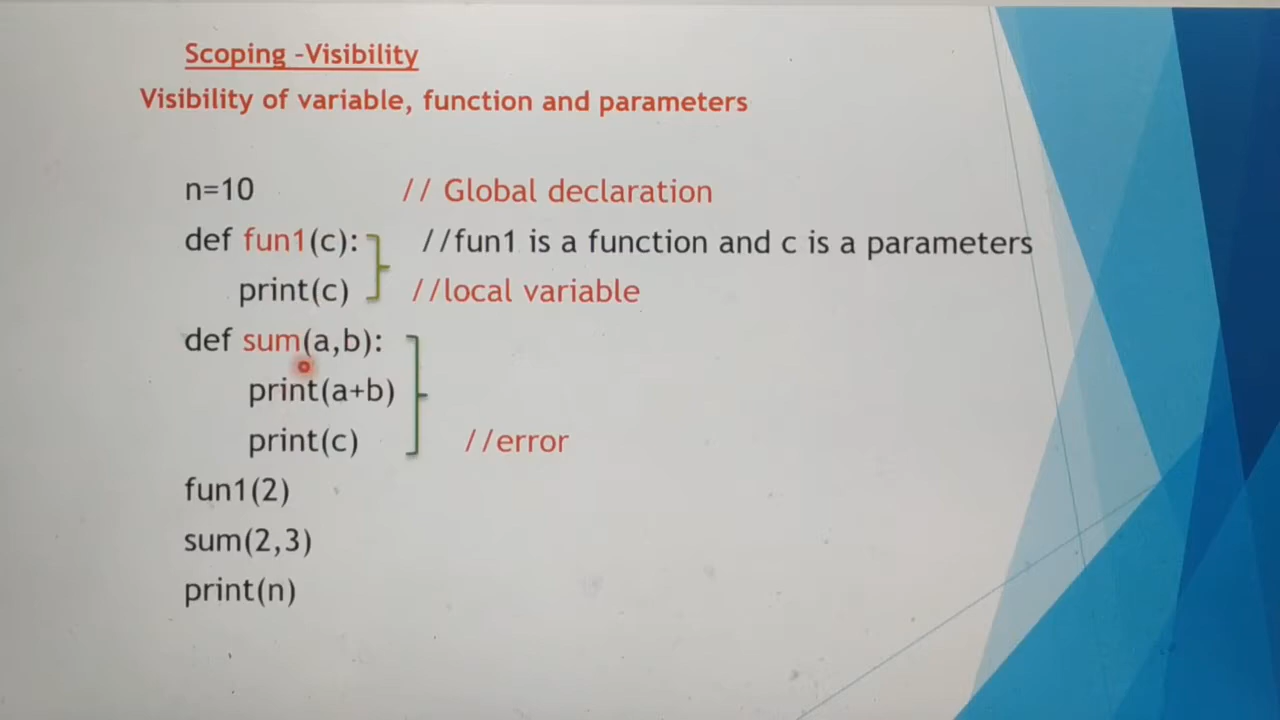 Scoping -Visibility
Visibility of variable, function and parameters
n=10 // Global declaration
def fun1(c): //fun1 is a function and c is a parameters
print(c) //local variable
def sum(a,b):
print(a+b)
print(c) //error
fun1(2)
sum(2,3)
print(n)